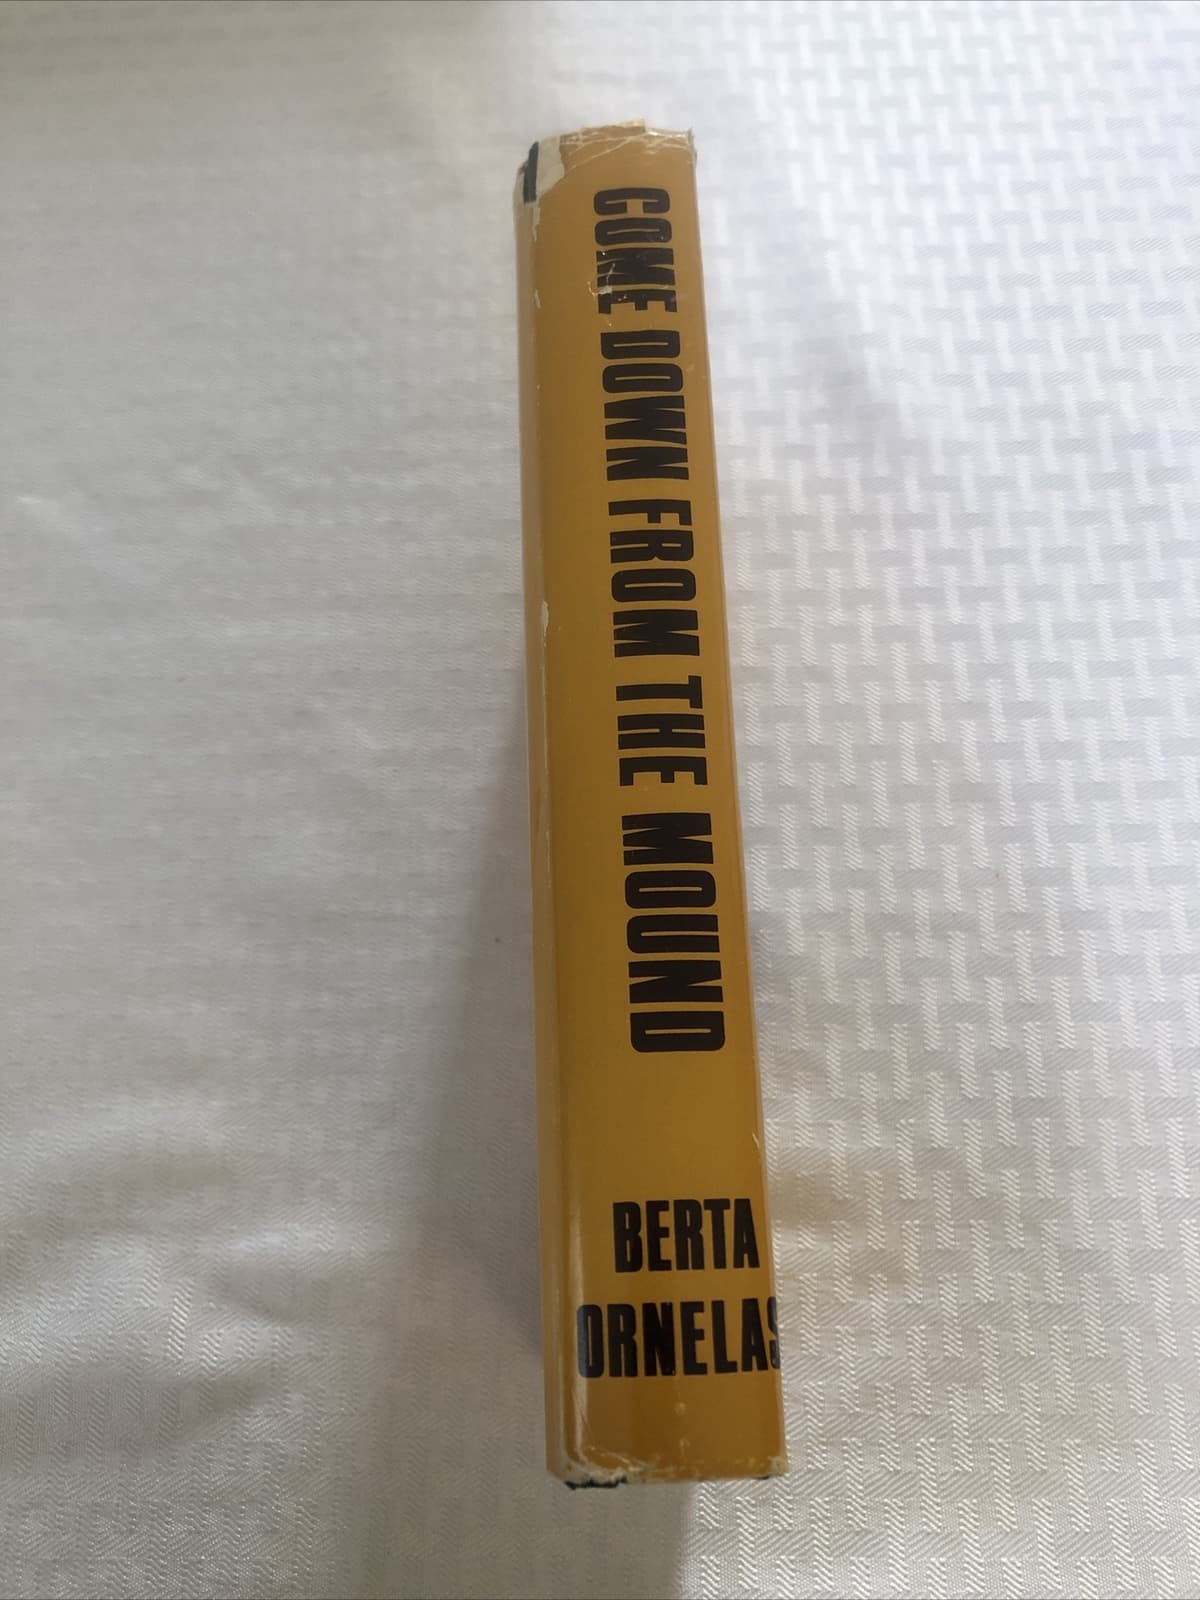 COME DOWN FROM THE MOUND
BERTA
ORNELAS